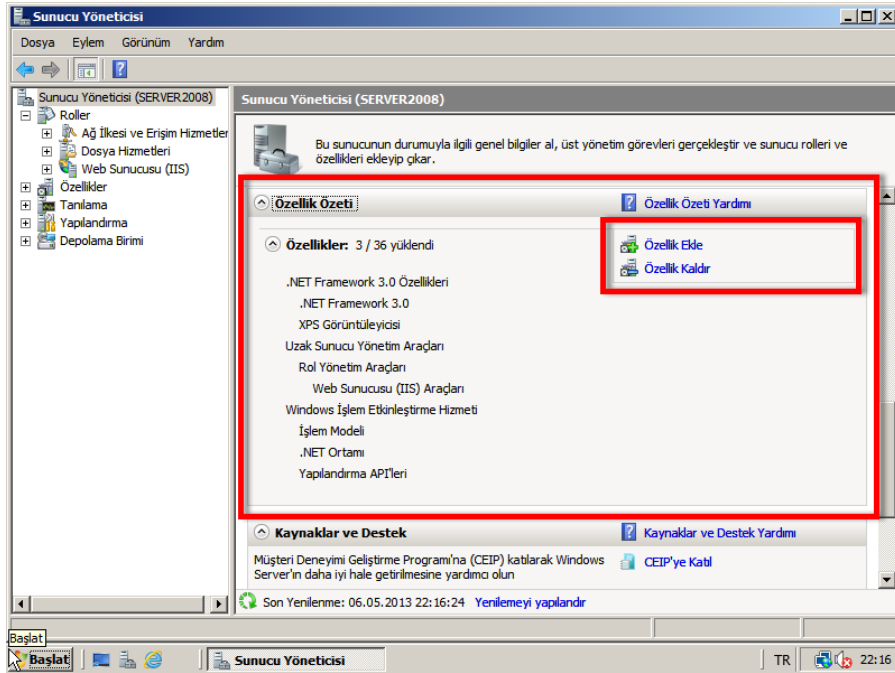 Sunucu Yöneticisi
Dosya Eylem Görünüm Yardım
Sunucu Yöneticisi (SERVER2008)
Roller
Ağ İlkesi ve Erişim Hizmetler
Dosya Hizmetleri
Web Sunucusu (IIS)
Özellikler
Tanılama
Yapılandırma
Depolama Birimi
Sunucu Yöneticisi (SERVER2008)
Bu sunucunun durumuyla ilgili genel bilgiler al, üst yönetim görevleri gerçekleştir ve sunucu rolleri ve
özellikleri ekleyip çıkar.
Özellik Özeti
Özellik Özeti Yardımı
Özellikler: 3 / 36 yüklendi
Özellik Ekle
Özellik Kaldır
.NET Framework 3.0 Özellikleri
.NET Framework 3.0
XPS Görüntüleyicisi
Uzak Sunucu Yönetim Araçları
Rol Yönetim Araçları
Web Sunucusu (IIS) Araçları
Windows İşlem Etkinleştirme Hizmeti
İşlem Modeli
.NET Ortamı
Yapılandırma API'leri
Kaynaklar ve Destek
Kaynaklar ve Destek Yardımı
Müşteri Deneyimi Geliştirme Programı'na (CEIP) katılarak Windows
Server'ın daha iyi hale getirilmesine yardımcı olun
CEIP'ye Katıl
Son Yenilenme: 06.05.2013 22:16:24 Yenilemeyi yapılandır
Başlat
Başlat
Sunucu Yöneticisi
TR
22:16